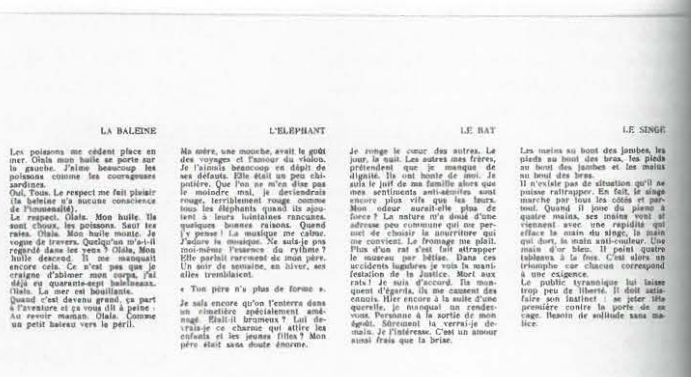 LA BALEINE
Les poissons me cèdent place en
mer. Olala mon huile se porte sur
la gauche. J'aime beaucoup les
poissons comme les courageuses
sardines.
Oui, Tous. Le respect me fait plaisir
(la baleine n'a aucune conscience
de l'immensité).
Le respect. Olala. Mon huile. Ils
sont choux, les poissons. Sauf les
raies. Olala. Mon huile monte. Je
vogue de travers. Quelqu'un m'a-t-il
regardé dans les yeux ? Olala, Mon
huile descend. Il me manquait
encore cela. Ce n'est pas que je
craigne d'abîmer mon corps, j'ai
déjà eu quarante-sept baleineaux.
Olala. La mer est bouillante.
Quand c'est devenu grand, ça part
à l'aventure et ça vous dit à peine :
Au revoir maman. Olala. Comme
un petit bateau vers le péril.
L'ELEPHANT
Ma mère, une mouche, avait le goût
des voyages et l'amour du violon.
Je l'aimais beaucoup en dépit de
ses défauts. Elle était un peu chi-
potière. Que l'on ne m'en dise pas
le moindre mal, je deviendrais
rouge, terriblement rouge comme
tous les éléphants quand ils ajou-
tent à leurs lointaines rancunes,
quelques bonnes raisons. Quand
j'y pense ! La musique me calme.
J'adore la musique. Ne suis-je pas
moi-même l'essence du rythme ?
Elle parlait rarement de mon père.
Un soir de semaine, en hiver, ses
ailes tremblaient.
« Ton père n'a plus de forme ».
Je sais encore qu'on l'enterra dans
un cimetière spécialement amé-
nagé. Etait-il brumeux ? Lui de-
vrais-je ce charme qui attire les
enfants et les jeunes filles ? Mon
père était sans doute énorme.
LE RAT
Je ronge le cœur des autres. Le
jour, la nuit. Les autres mes frères,
prétendent que je manque de
dignité. Ils ont honte de moi. Je
suis le juif de ma famille alors que
mes sentiments anti-sémites sont
encore plus vifs que les leurs.
Mon odeur aurait-elle plus de
force ? La nature m'a doué d'une
adresse peu commune qui me per-
met de choisir la nourriture qui
me convient. Le fromage me plaît.
Plus d'un rat s'est fait attrapper
le museau par bêtise. Dans ces
accidents lugubres je vois la mani-
festation de la Justice. Mort aux
rats ! Je suis d'accord. Ils man-
quent d'égards, ils me causent des
ennuis. Hier encore à la suite d'une
querelle, je manquai un rendez-
vous. Personne à la sortie de mon
égoût. Sûrement la verrai-je de-
main. Je l'intéresse. C'est un amour
aussi frais que la brise.
LE SINGE
Les mains au bout des jambes, les
pieds au bout des bras, les pieds
au bout des jambes et les mains
au bout des bras.
Il n'existe pas de situation qu'il ne
puisse rattrapper. En fait, le singe
marche par tous les côtés et par-
tout. Quand il joue du piano à
quatre mains, ses mains vont et
viennent avec une rapidité qui
efface la main du singe, la main
qui dort, la main anti-couleur. Une
main d'or bleu. Il peint quatre
tableaux à la fois. C'est alors un
triomphe car chacun correspond
à une exigence.
Le public tyrannique lui laisse
trop peu de liberté. Il doit satis-
faire son instinct : se jeter tête
première contre la porte de sa
cage. Besoin de solitude sans ma-
lice.